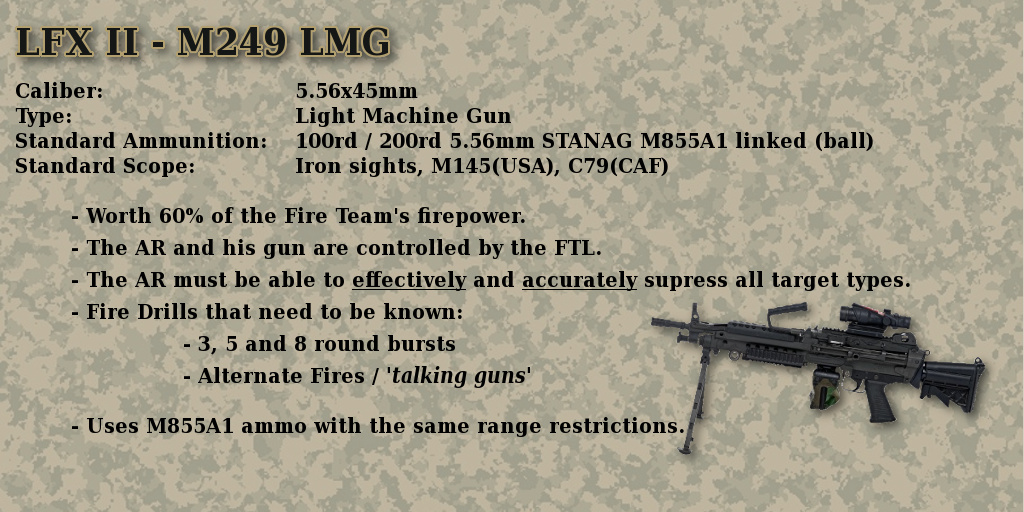 LFX II - M249 LMG
Caliber: 5.56x45mm
Type: Light Machine Gun
Standard Ammunition: 100rd / 200rd 5.56mm STANAG M855A1 linked (ball)
Standard Scope: Iron sights, M145(USA), C79(CAF)
- Worth 60% of the Fire Team's firepower.
- The AR and his gun are controlled by the FTL.
- The AR must be able to effectively and accurately supress all target types.
- Fire Drills that need to be known:
- 3, 5 and 8 round bursts
- Alternate Fires / 'talking guns'
- Uses M855A1 ammo with the same range restrictions.